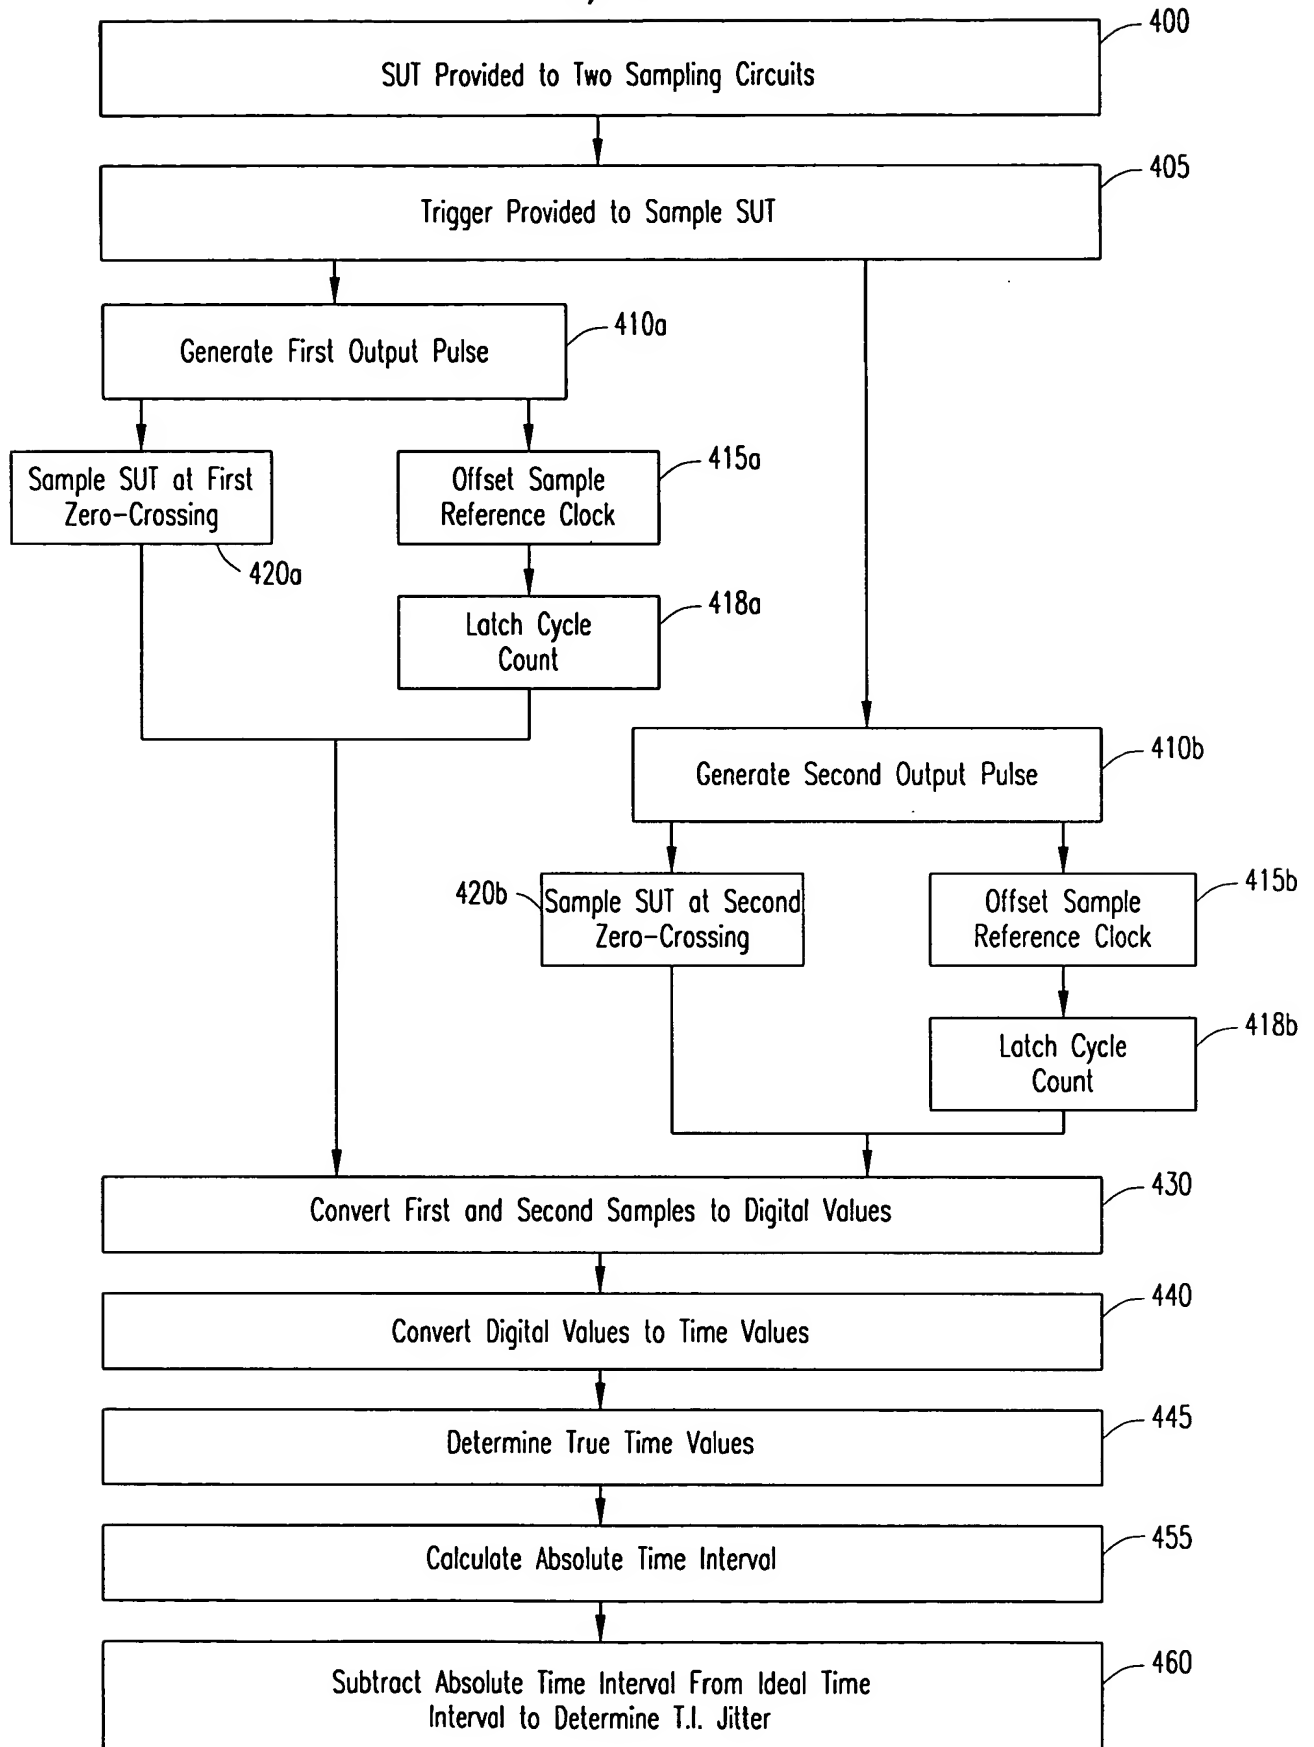 400
SUT Provided to Two Sampling Circuits
405
Trigger Provided to Sample SUT
410a
Generate First Output Pulse
Sample SUT at First
Zero-Crossing
420a
415a
Offset Sample
Reference Clock
418a
Latch Cycle
Count
410b
Generate Second Output Pulse
420b
Sample SUT at Second
Zero-Crossing
415b
Offset Sample
Reference Clock
418b
Latch Cycle
Count
430
Convert First and Second Samples to Digital Values
440
Convert Digital Values to Time Values
445
Determine True Time Values
455
Calculate Absolute Time Interval
460
Subtract Absolute Time Interval From Ideal Time
Interval to Determine T.I. Jitter